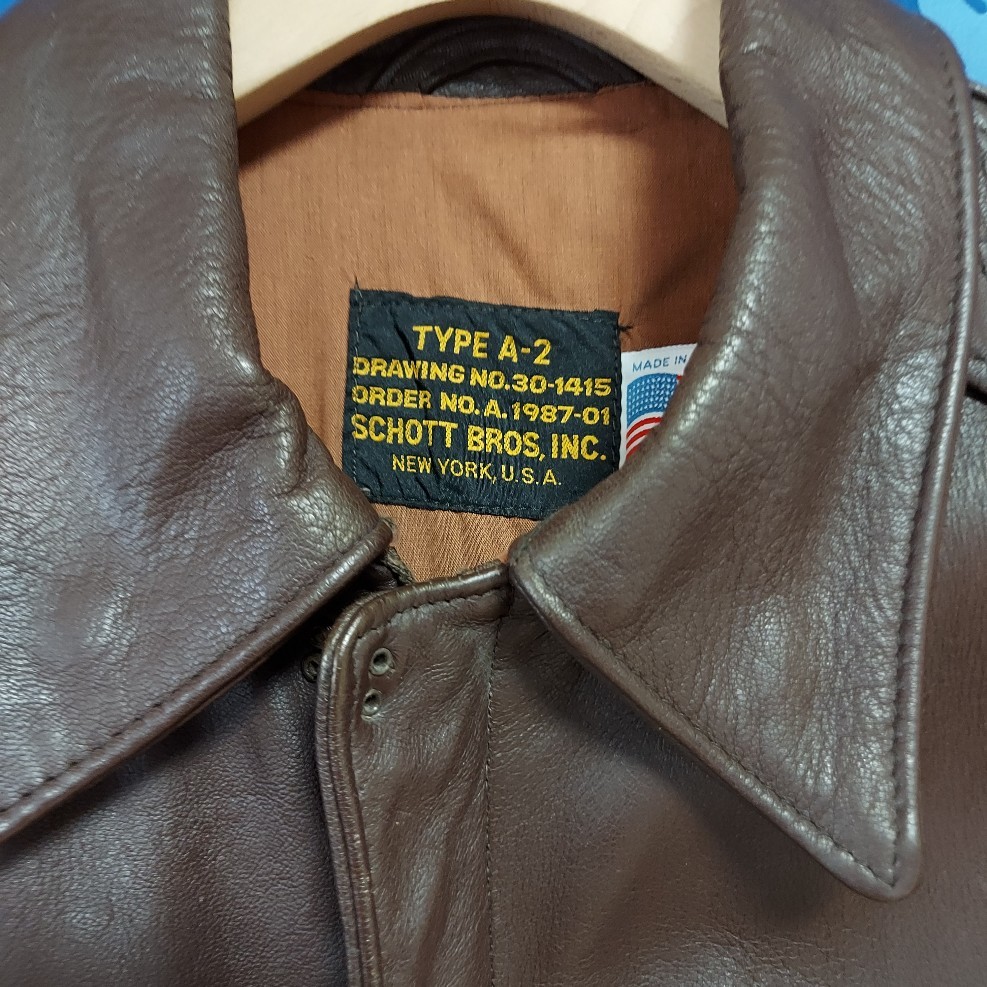 TYPE A-2
DRAWING NO.30-1415
ORDER NO.A.1987-01
SCHOTT BROS, INC.
NEW YORK, U.S.A.
MADE IN